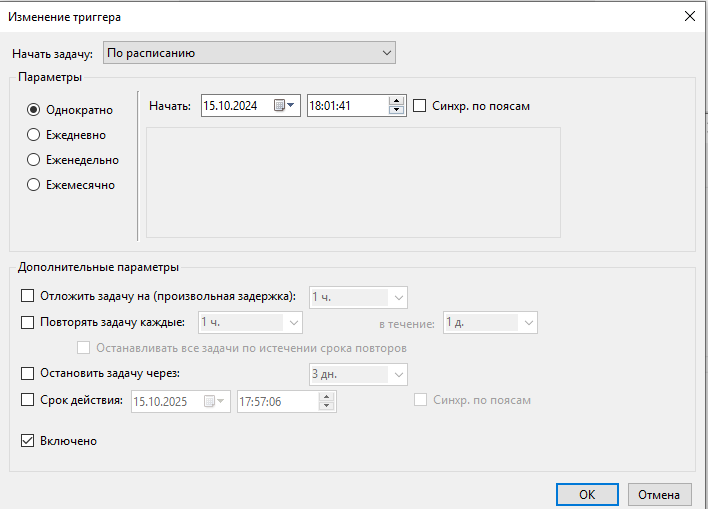 Изменение триггера
Начать задачу: По расписанию
Параметры
Однократно
Ежедневно
Еженедельно
Ежемесячно
Начать: 15.10.2024 18:01:41 Синхр. по поясам
Дополнительные параметры
Отложить задачу на (произвольная задержка): 1 ч.
Повторять задачу каждые: 1 ч. в течение: 1 д.
Останавливать все задачи по истечении срока повторов
Остановить задачу через: 3 дн.
Срок действия: 15.10.2025 17:57:06 Синхр. по поясам
Включено
ОК Отмена